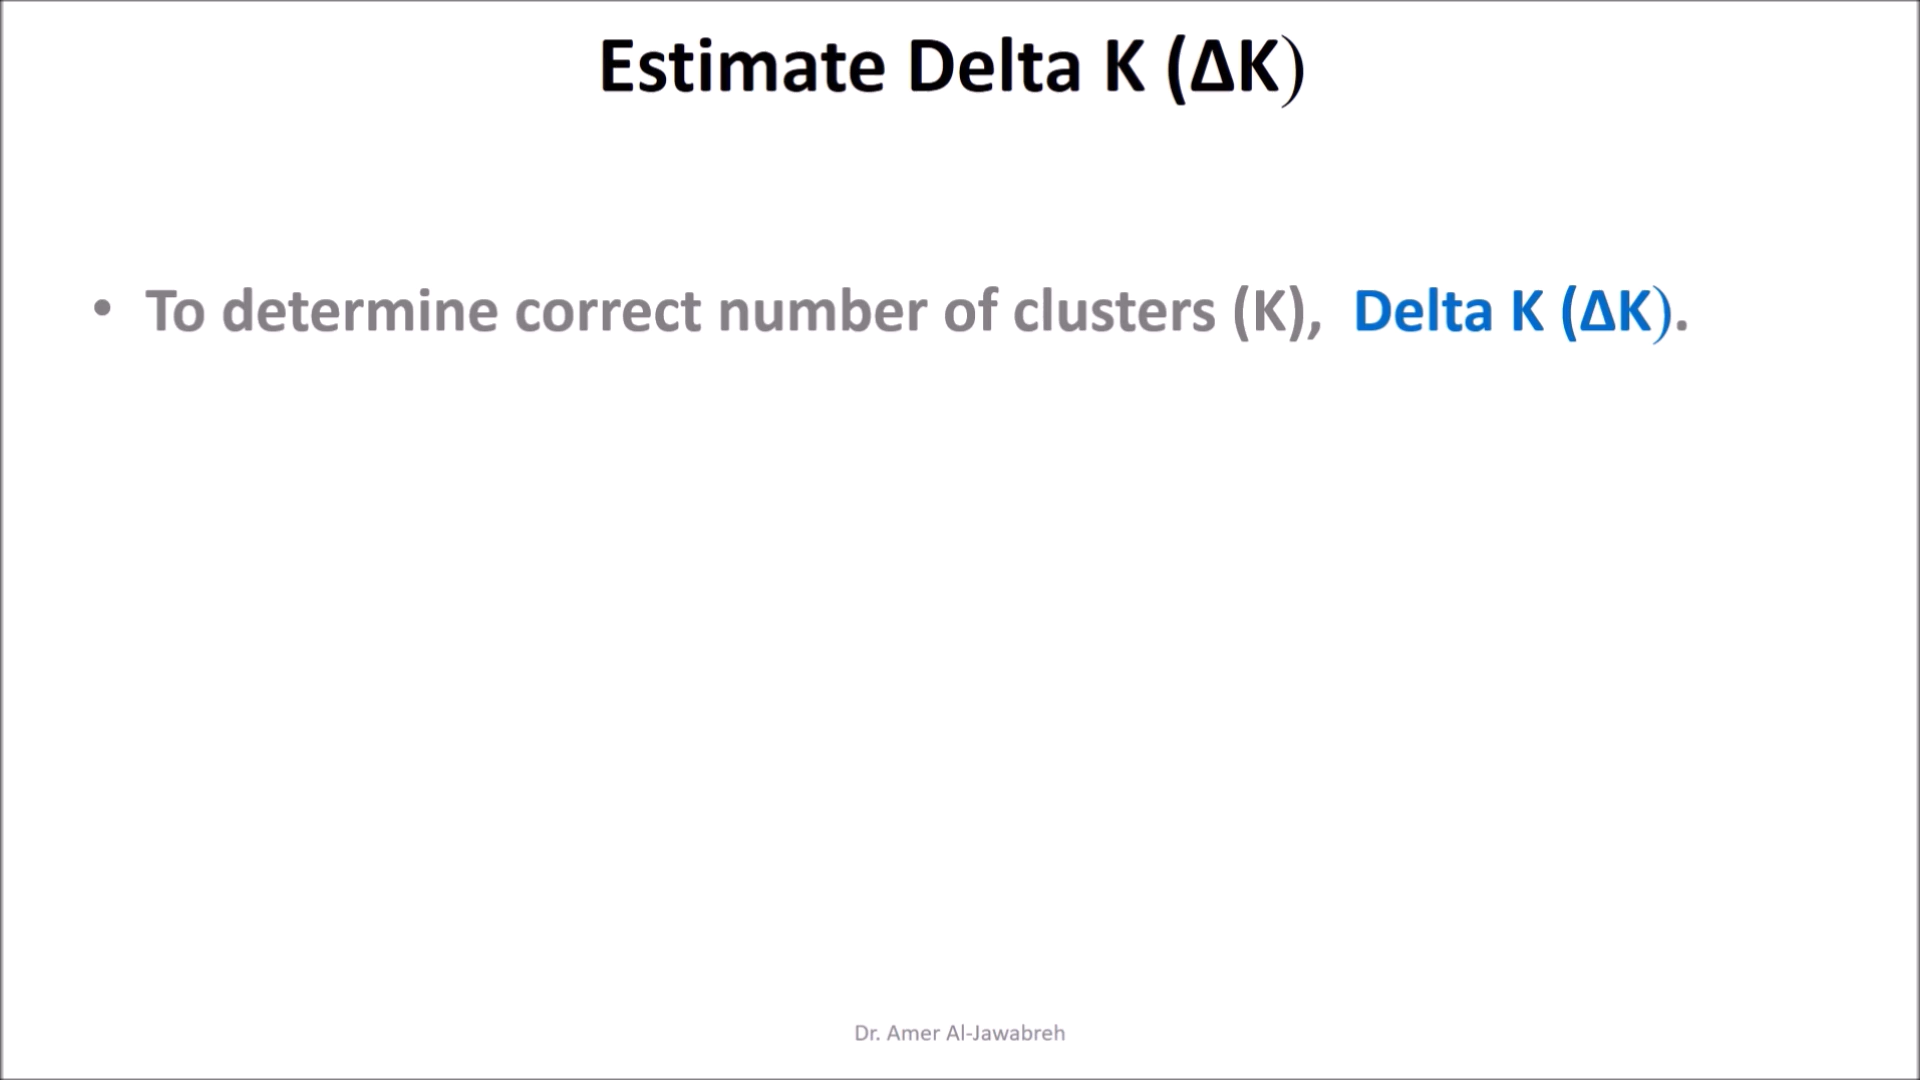 Estimate Delta K (ΔK)
• To determine correct number of clusters (K), Delta K (ΔK).
Dr. Amer Al-Jawabreh